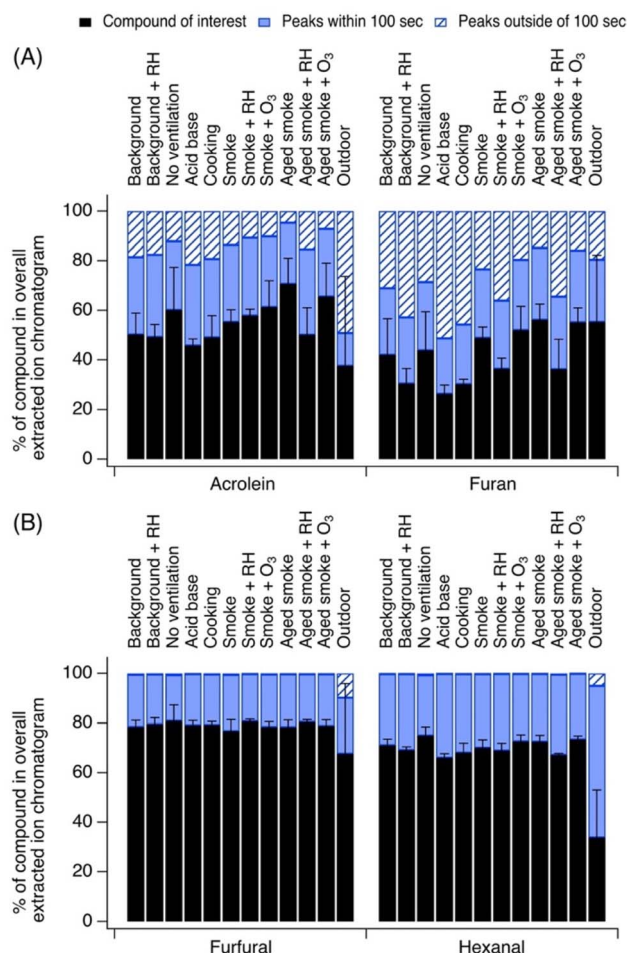 Compound of interest Peaks within 100 sec Peaks outside of 100 sec
(A)
Background
Background + RH
No ventilation
Acid base
Cooking
Smoke
Smoke + RH
Smoke + O3
Aged smoke
Aged smoke + RH
Aged smoke + O3
Outdoor
Background
Background + RH
No ventilation
Acid base
Cooking
Smoke
Smoke + RH
Smoke + O3
Aged smoke
Aged smoke + RH
Aged smoke + O3
Outdoor
% of compound in overall
extracted ion chromatogram
100
80
60
40
20
0
Acrolein Furan
(B)
Background
Background + RH
No ventilation
Acid base
Cooking
Smoke
Smoke + RH
Smoke + O3
Aged smoke
Aged smoke + RH
Aged smoke + O3
Outdoor
Background
Background + RH
No ventilation
Acid base
Cooking
Smoke
Smoke + RH
Smoke + O3
Aged smoke
Aged smoke + RH
Aged smoke + O3
Outdoor
% of compound in overall
extracted ion chromatogram
100
80
60
40
20
0
Furfural Hexanal